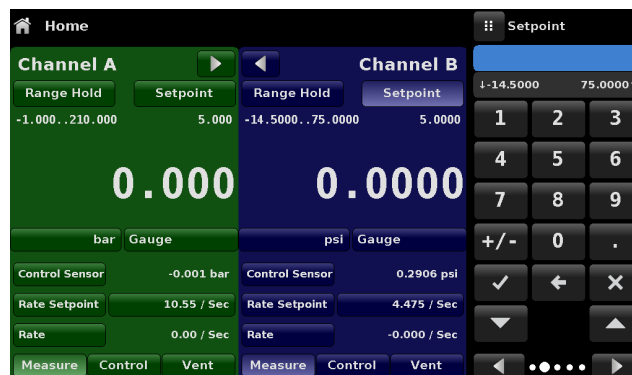 Home
Channel A
Range Hold Setpoint
-1.000..210.000 5.000
0.000
bar Gauge
Control Sensor -0.001 bar
Rate Setpoint 10.55 / Sec
Rate 0.00 / Sec
Measure Control Vent
Channel B
Range Hold Setpoint
-14.5000..75.0000 5.0000
0.0000
psi Gauge
Control Sensor 0.2906 psi
Rate Setpoint 4.475 / Sec
Rate -0.000 / Sec
Measure Control Vent
Setpoint
↓-14.5000 75.0000
1 2 3
4 5 6
7 8 9
+/- 0 .